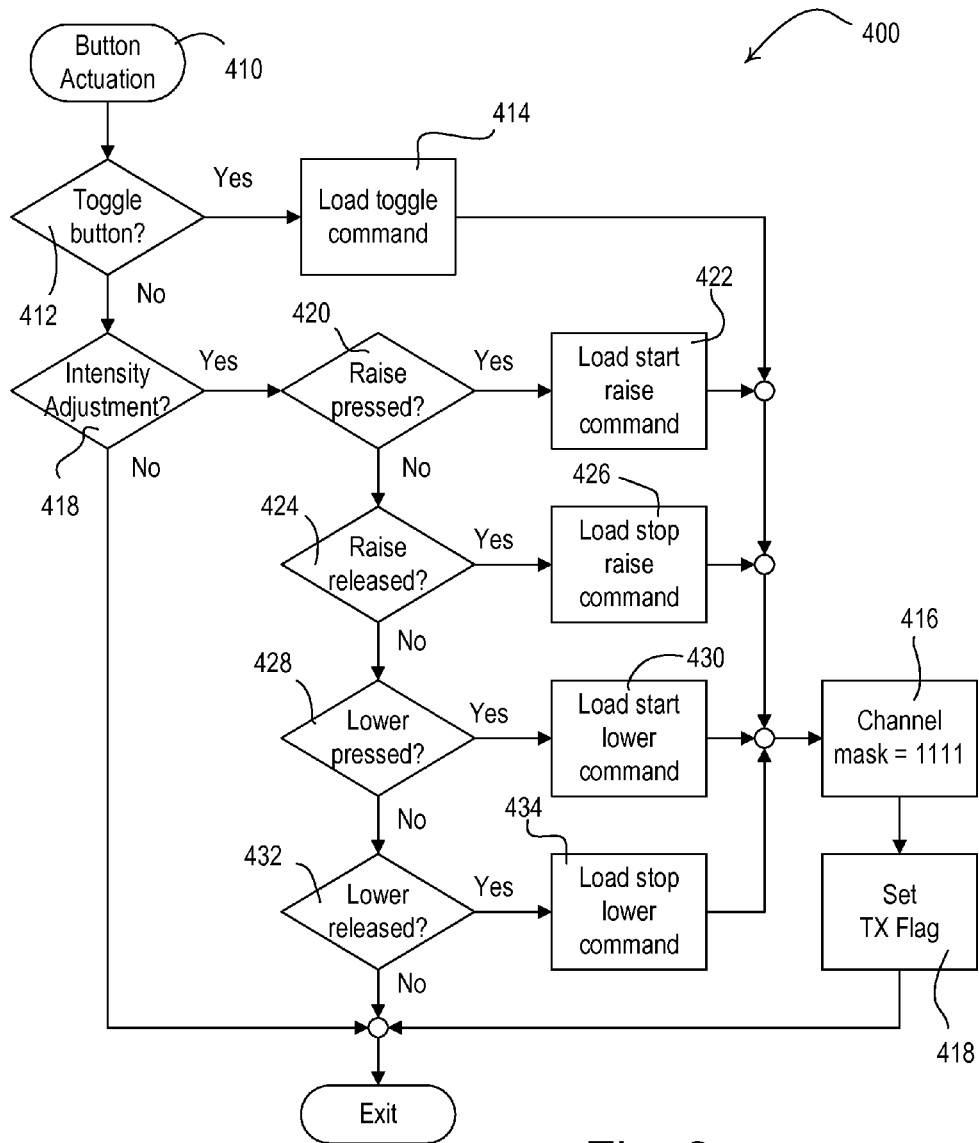 400
Button
Actuation
410
414
Toggle
button?
Yes
Load toggle
command
412
No
420
422
Intensity
Adjustment?
Yes
Raise
pressed?
Yes
Load start
raise
command
418
No
No
424
426
Raise
released?
Yes
Load stop
raise
command
No
428
430
416
Lower
pressed?
Yes
Load start
lower
command
Channel
mask = 1111
No
432
434
Lower
released?
Yes
Load stop
lower
command
Set
TX Flag
No
418
Exit